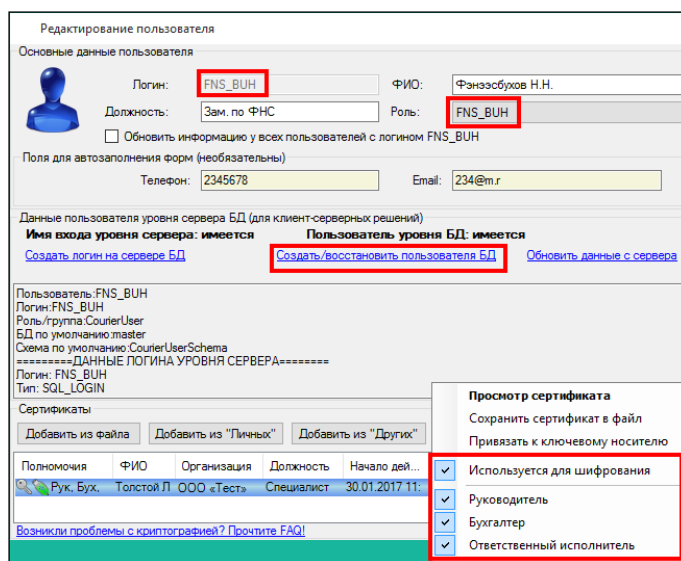 Редактирование пользователя
Основные данные пользователя
Логин: FNS_BUH ФИО: Фэнээсбухов Н.Н.
Должность: Зам. по ФНС Роль: FNS_BUH
Обновить информацию у всех пользователей с логином FNS_BUH
Поля для автозаполнения форм (необязательны)
Телефон: 2345678 Email: 234@m.r
Данные пользователя уровня сервера БД (для клиент-серверных решений)
Имя входа уровня сервера: имеется Пользователь уровня БД: имеется
Создать логин на сервере БД Создать/восстановить пользователя БД Обновить данные с сервера
Пользователь:FNS_BUH
Логин:FNS_BUH
Роль/группа:CourierUser
БД по умолчанию:master
Схема по умолчанию:CourierUserSchema
=========ДАННЫЕ ЛОГИНА УРОВНЯ СЕРВЕРА========
Логин: FNS_BUH
Тип: SQL_LOGIN
Сертификаты
Добавить из файла Добавить из "Личных" Добавить из "Других"
Полномочия ФИО Организация Должность Начало дей...
Рук, Бух, Толстой Л ООО «Тест» Специалист 30.01.2017 11:
Возникли проблемы с криптографией? Прочтите FAQ!
Просмотр сертификата
Сохранить сертификат в файл
Привязать к ключевому носителю
Используется для шифрования
Руководитель
Бухгалтер
Ответственный исполнитель